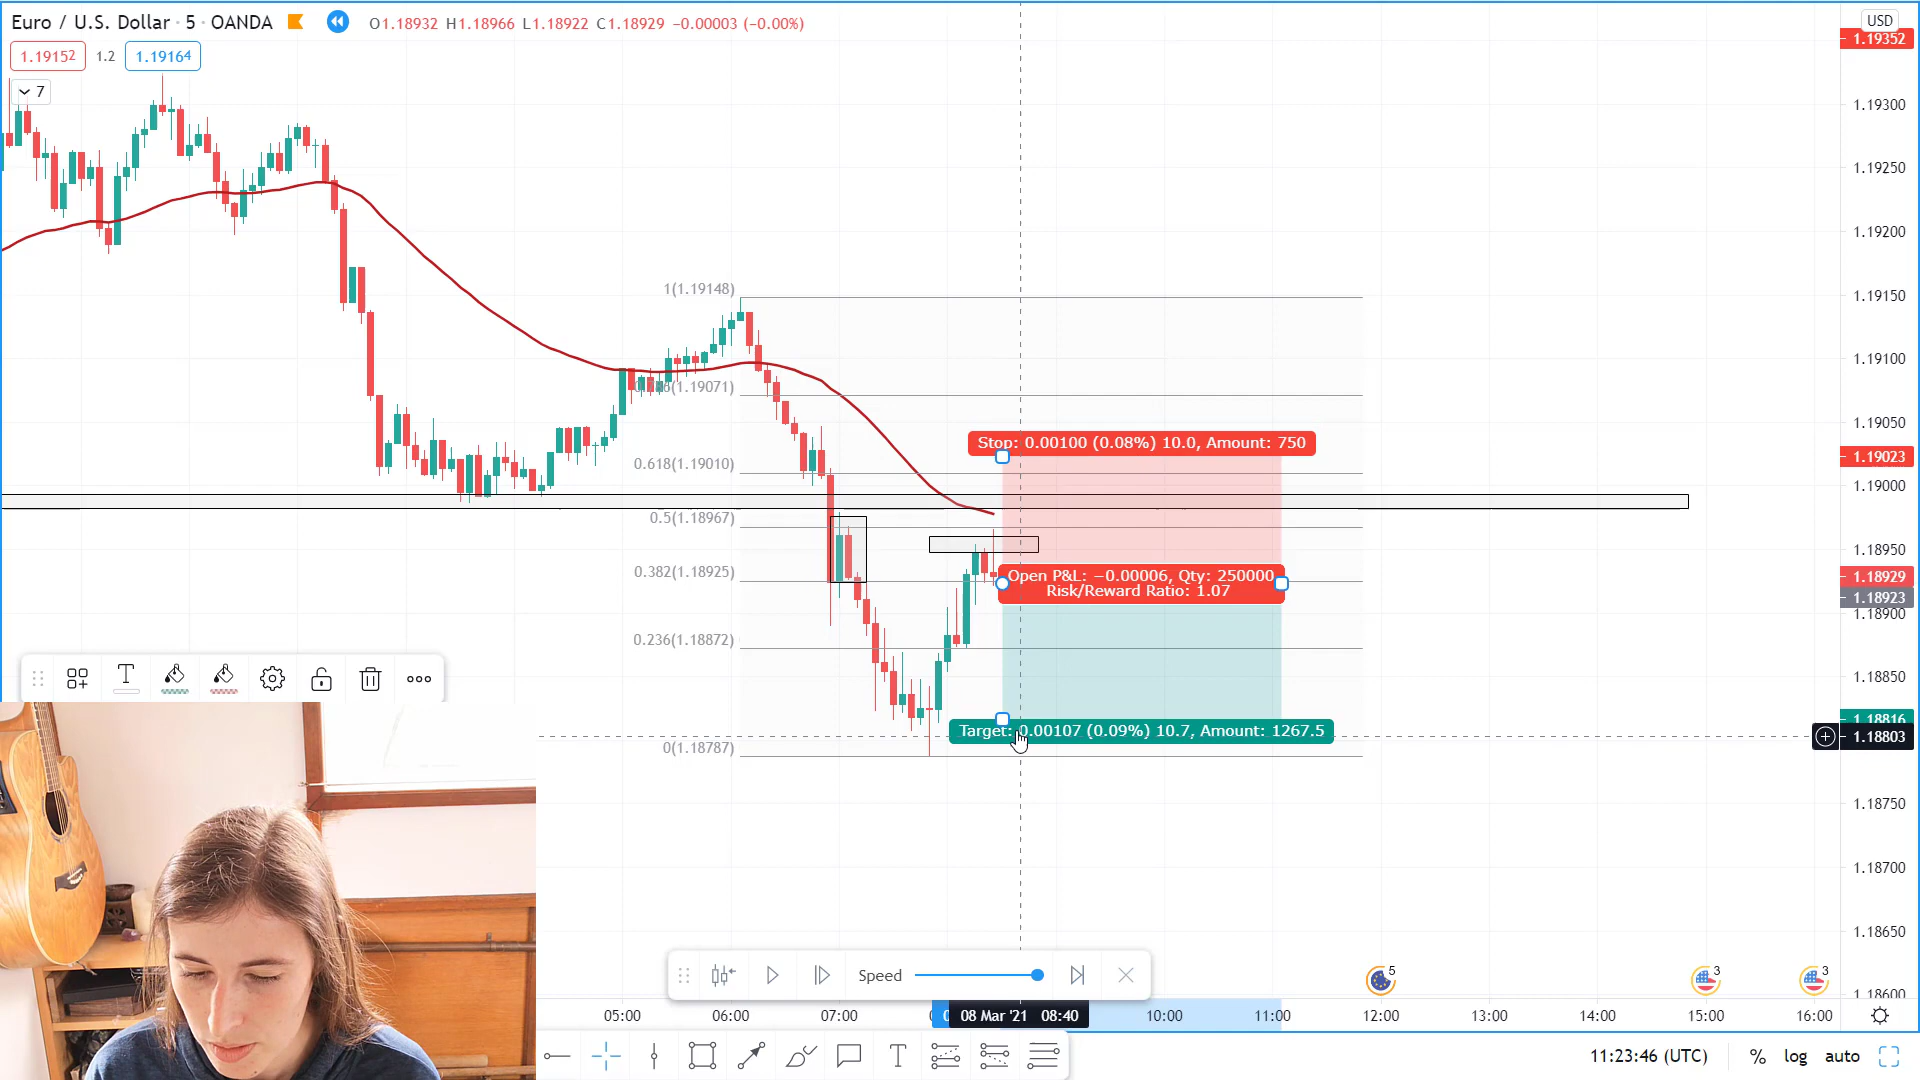 Euro / U.S. Dollar · 5 · OANDA
O1.18932 H1.18966 L1.18922 C1.18929 −0.00003 (−0.00%)
1.19152 1.2 1.19164
7
USD
1.19352
1.19300
1.19250
1.19200
1.19150
1.19100
1.19050
1.19023
1.19000
1.18950
1.18929
1.18923
1.18900
1.18850
1.18816
1.18803
1.18750
1.18700
1.18650
1.18600
1(1.19148)
0.618(1.19010)
0.5(1.18967)
0.382(1.18925)
0.236(1.18872)
0(1.18787)
Stop: 0.00100 (0.08%) 10.0, Amount: 750
Open P&L: −0.00006, Qty: 250000
Risk/Reward Ratio: 1.07
Target: 0.00107 (0.09%) 10.7, Amount: 1267.5
T
Speed
5
3
3
05:00 06:00 07:00 08 Mar '21 08:40 10:00 11:00 12:00 13:00 14:00 15:00 16:00
T
11:23:46 (UTC) % log auto